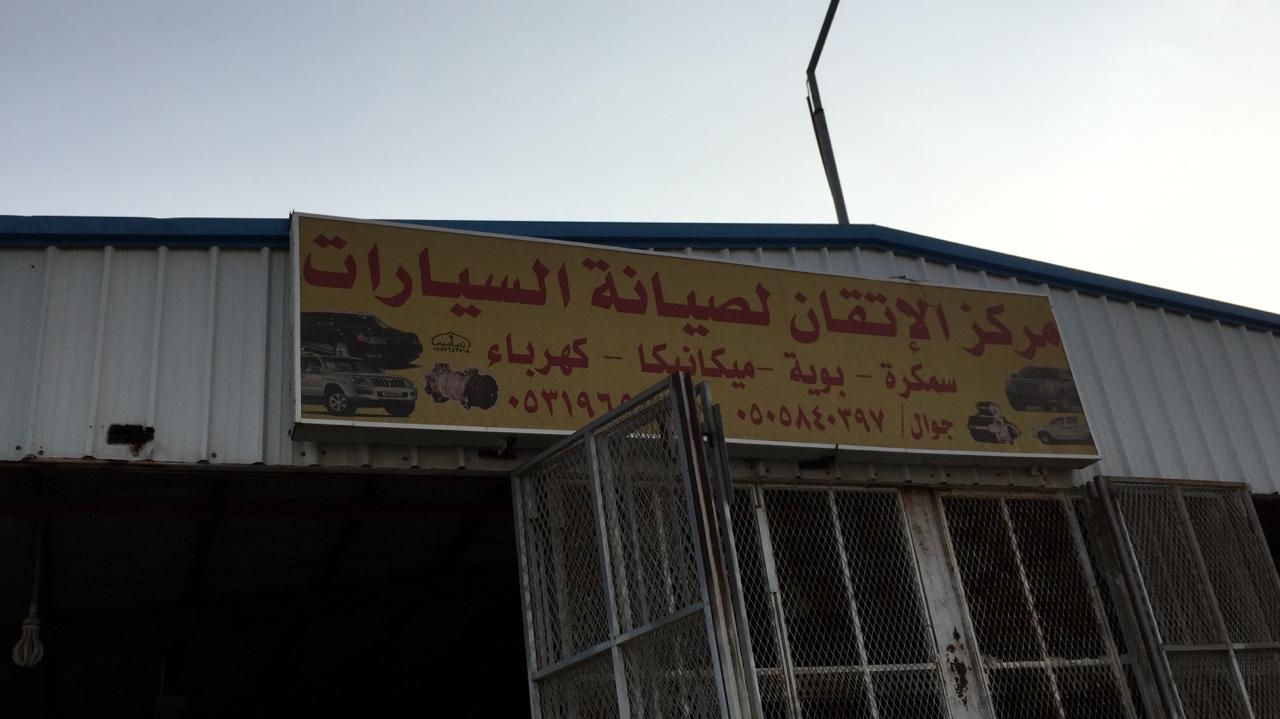 مركز الإتقان لصيانة السيارات
سمكرة - بوية - ميكانيكا - كهرباء
جوال / ٠٥٠٥٨٤٠٣٩٧